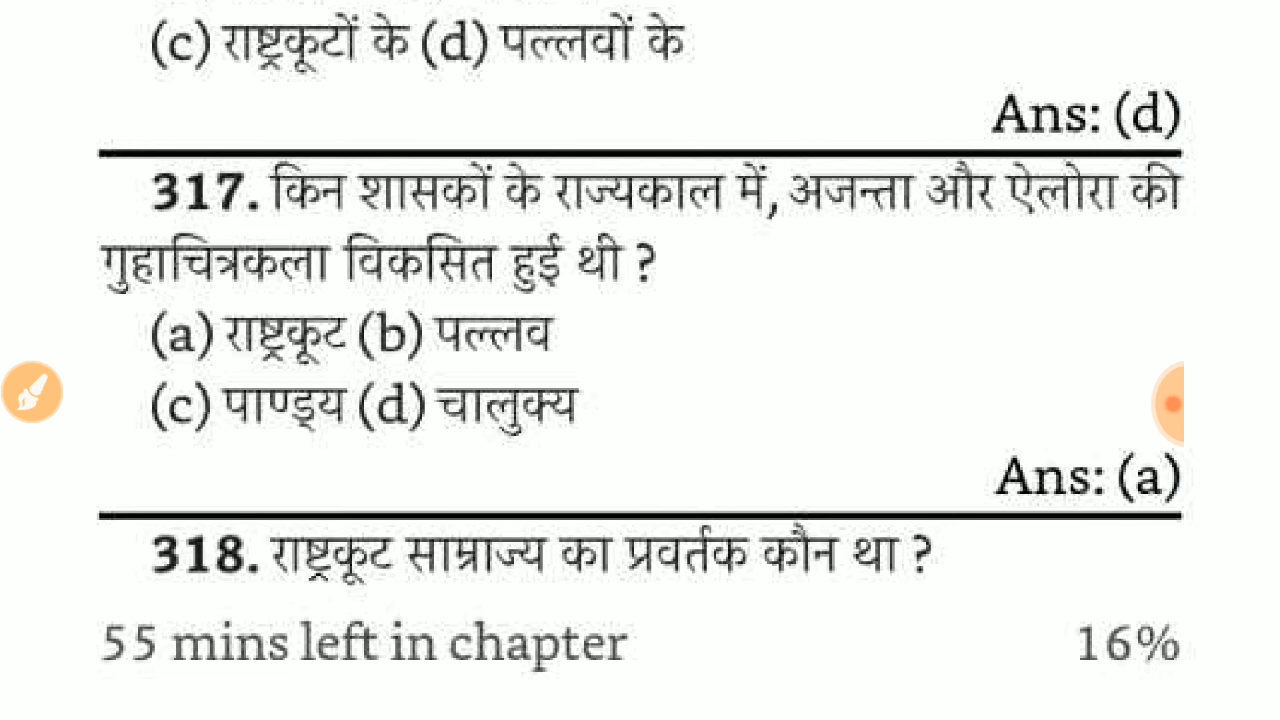 (c) राष्ट्रकूटों के (d) पल्लवों के
Ans: (d)
317. किन शासकों के राज्यकाल में, अजन्ता और ऐलोरा की
गुहाचित्रकला विकसित हुई थी ?
(a) राष्ट्रकूट (b) पल्लव
(c) पाण्ड्य (d) चालुक्य
Ans: (a)
318. राष्ट्रकूट साम्राज्य का प्रवर्तक कौन था ?
55 mins left in chapter 16%